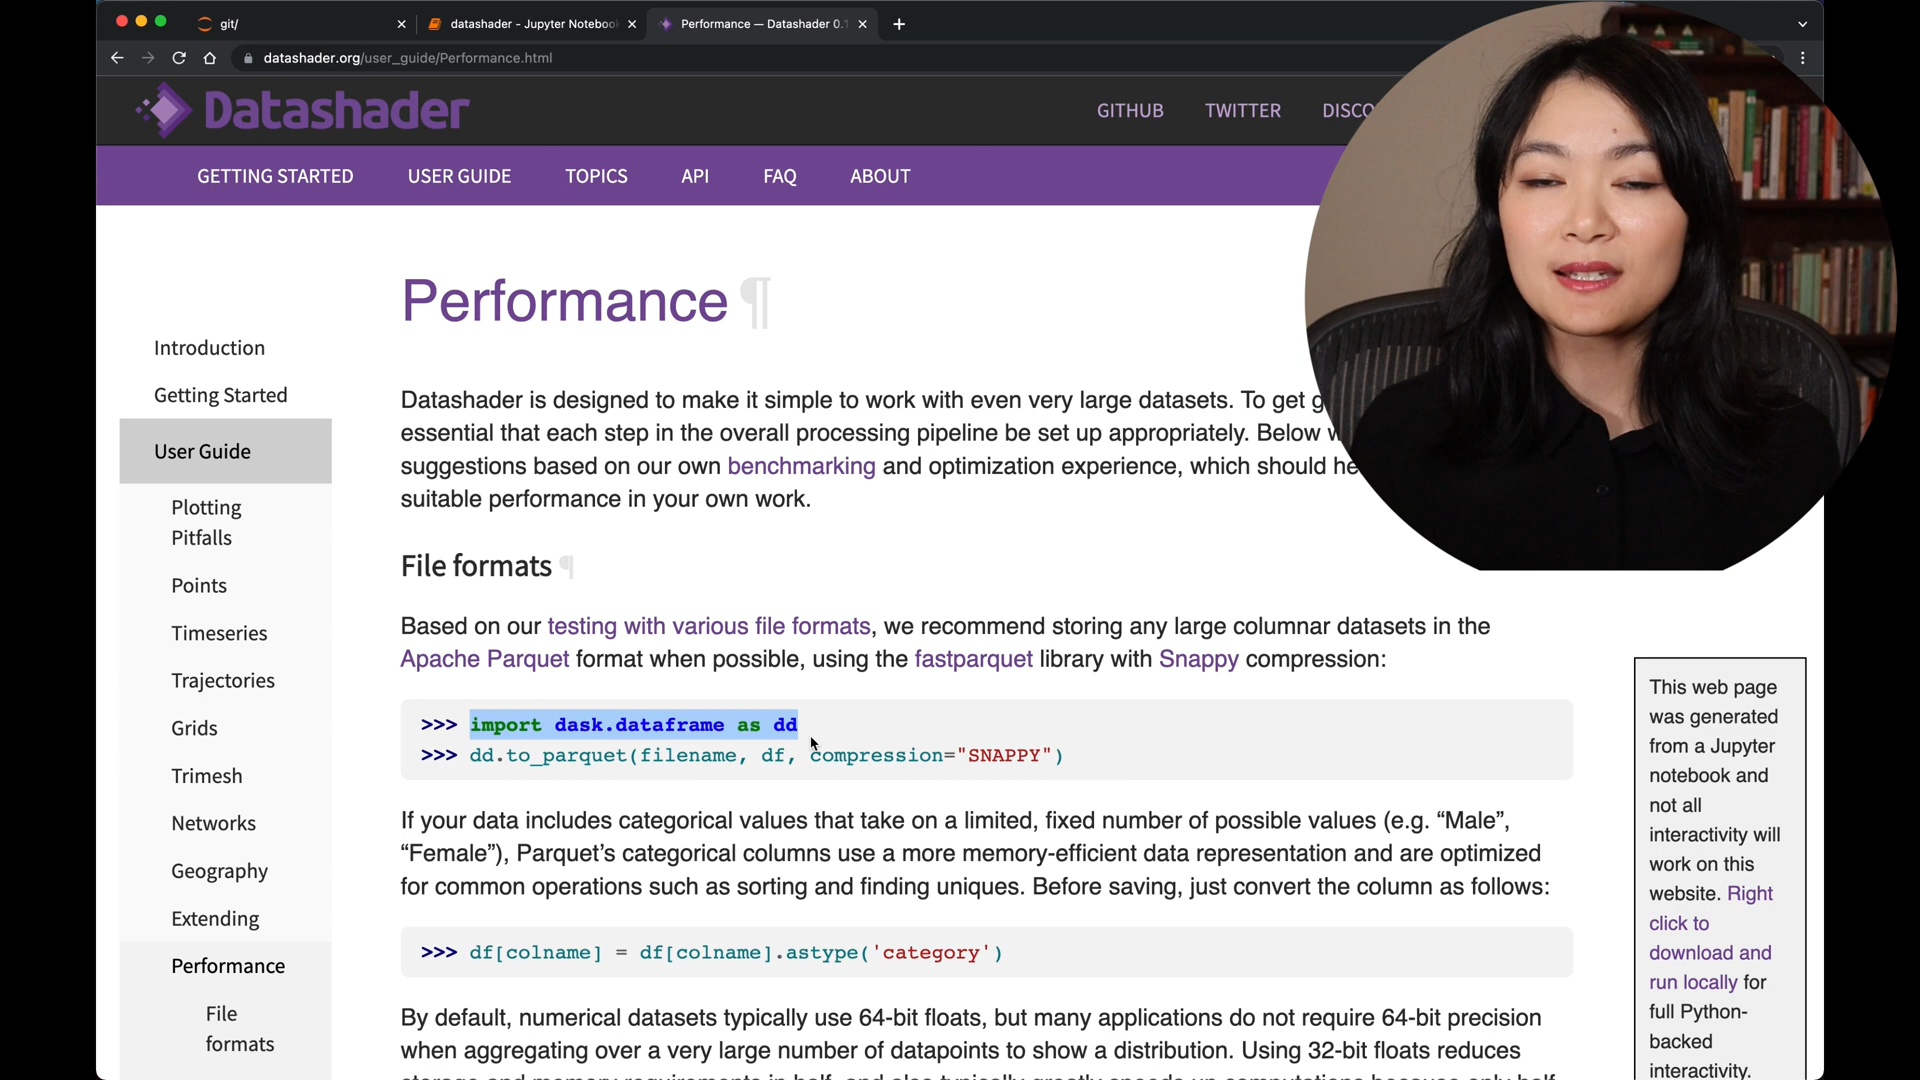 git/
datashader - Jupyter Noteboo
Performance — Datashader 0.1
datashader.org/user_guide/Performance.html
Datashader
GITHUB TWITTER DISCO
GETTING STARTED USER GUIDE TOPICS API FAQ ABOUT
Introduction
Getting Started
User Guide
Plotting
Pitfalls
Points
Timeseries
Trajectories
Grids
Trimesh
Networks
Geography
Extending
Performance
File
formats
Performance ¶
Datashader is designed to make it simple to work with even very large datasets. To get g
essential that each step in the overall processing pipeline be set up appropriately. Below w
suggestions based on our own benchmarking and optimization experience, which should he
suitable performance in your own work.
File formats ¶
Based on our testing with various file formats, we recommend storing any large columnar datasets in the
Apache Parquet format when possible, using the fastparquet library with Snappy compression:
>>> import dask.dataframe as dd
>>> dd.to_parquet(filename, df, compression="SNAPPY")
If your data includes categorical values that take on a limited, fixed number of possible values (e.g. “Male”,
“Female”), Parquet’s categorical columns use a more memory-efficient data representation and are optimized
for common operations such as sorting and finding uniques. Before saving, just convert the column as follows:
>>> df[colname] = df[colname].astype('category')
By default, numerical datasets typically use 64-bit floats, but many applications do not require 64-bit precision
when aggregating over a very large number of datapoints to show a distribution. Using 32-bit floats reduces
This web page
was generated
from a Jupyter
notebook and
not all
interactivity will
work on this
website. Right
click to
download and
run locally for
full Python-
backed
interactivity.